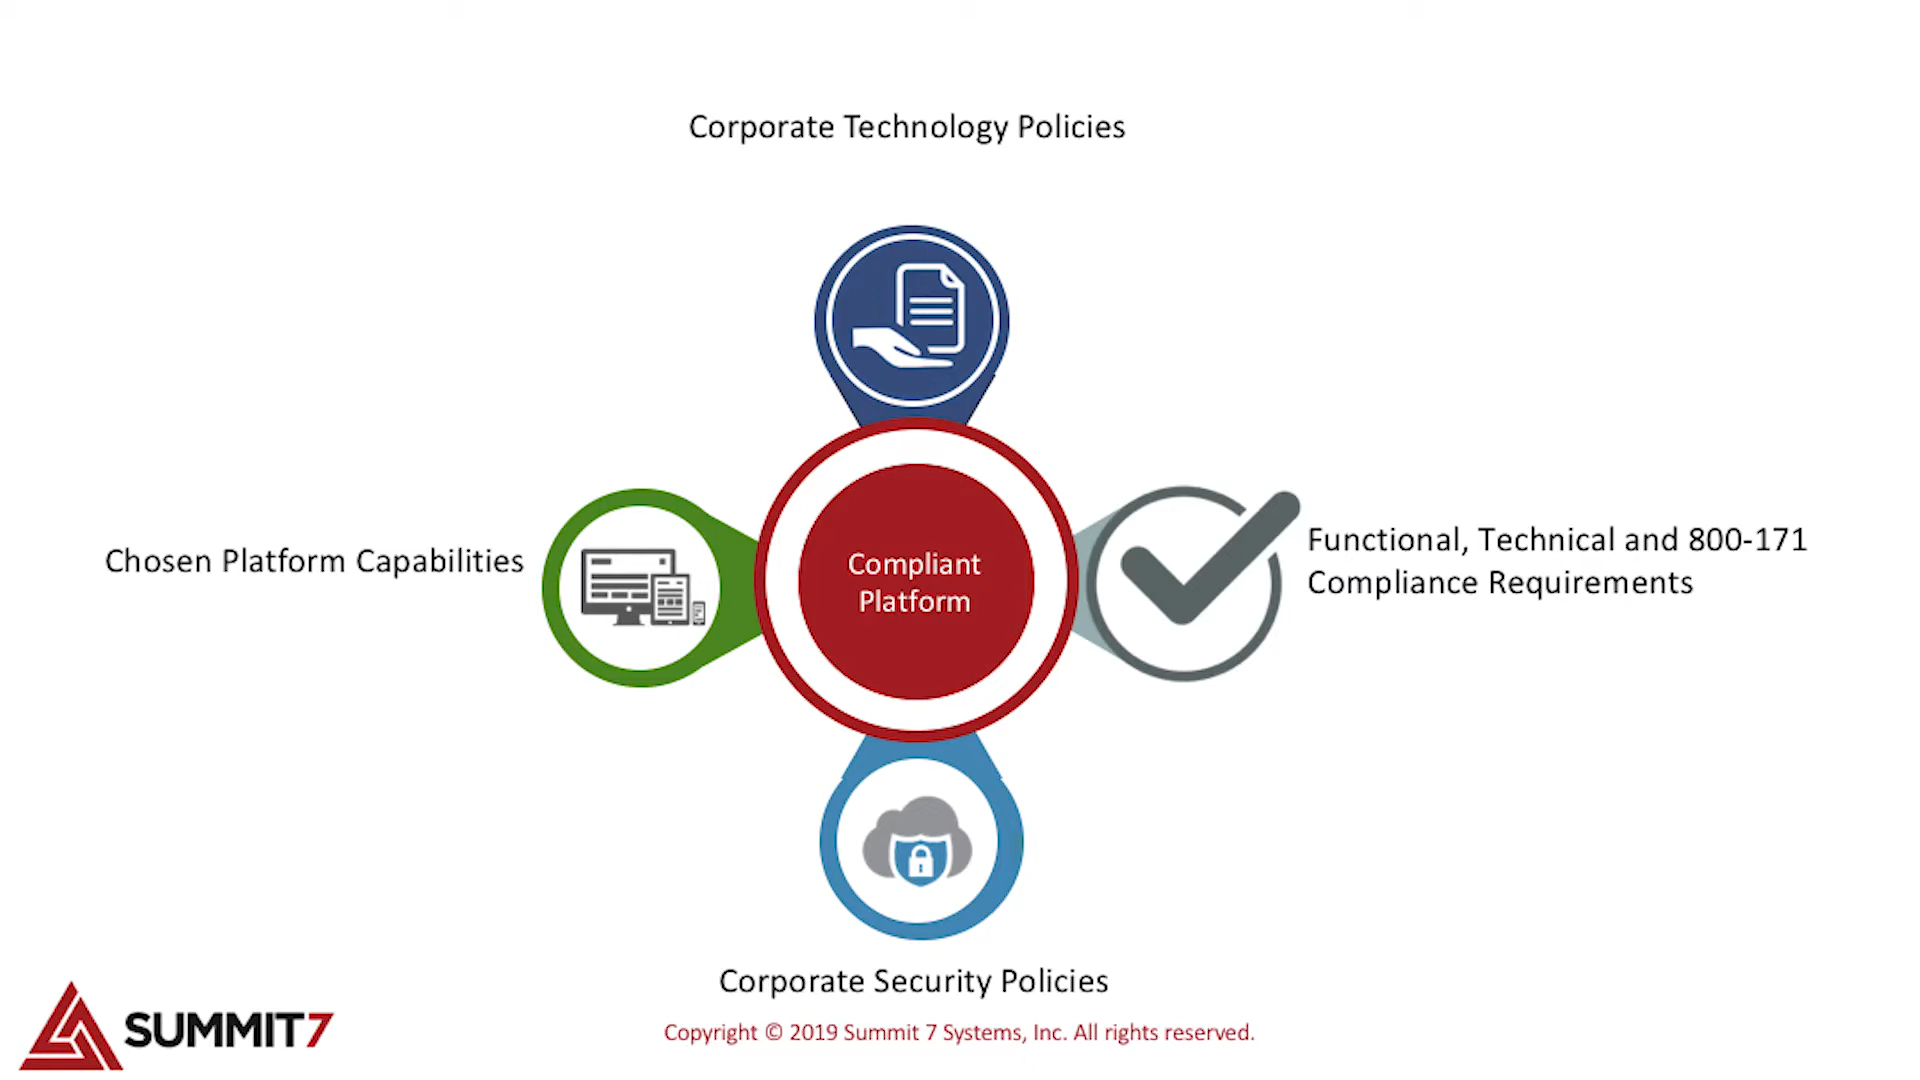 Corporate Technology Policies
Chosen Platform Capabilities
Compliant
Platform
Functional, Technical and 800-171
Compliance Requirements
Corporate Security Policies
SUMMIT7
Copyright © 2019 Summit 7 Systems, Inc. All rights reserved.